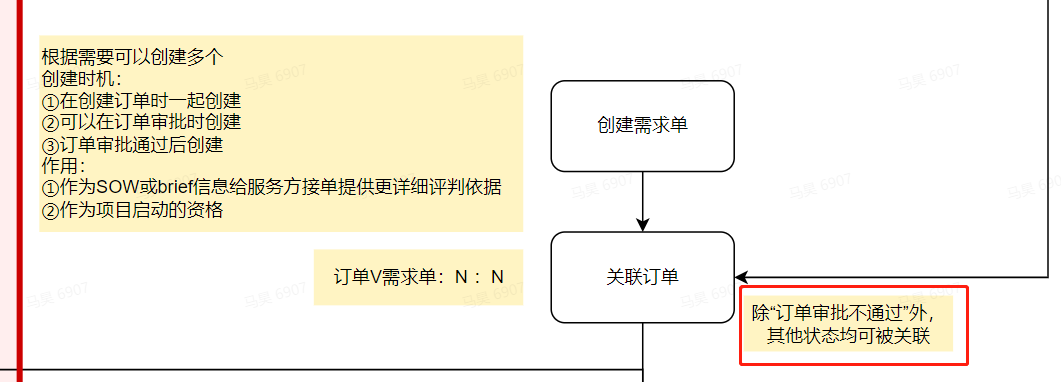 根据需要可以创建多个
创建时机：
①在创建订单时一起创建
②可以在订单审批时创建
③订单审批通过后创建
作用：
①作为SOW或brief信息给服务方接单提供更详细评判依据
②作为项目启动的资格
创建需求单
订单V需求单：N ：N
关联订单
除“订单审批不通过”外，
其他状态均可被关联
马昊 6907
马昊 6907
马昊 6907
马昊 6907
马昊 6907
马昊 6907
马昊 6907
马昊 6907
马昊 6907
马昊 6907